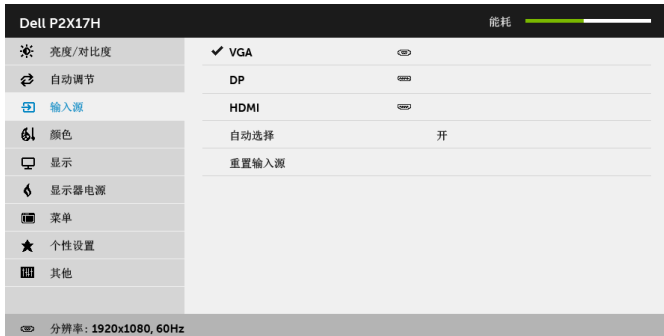 Dell P2X17H 能耗
亮度/对比度 VGA
自动调节 DP
输入源 HDMI
颜色 自动选择 开
显示 重置输入源
显示器电源
菜单
个性设置
其他
分辨率: 1920x1080, 60Hz